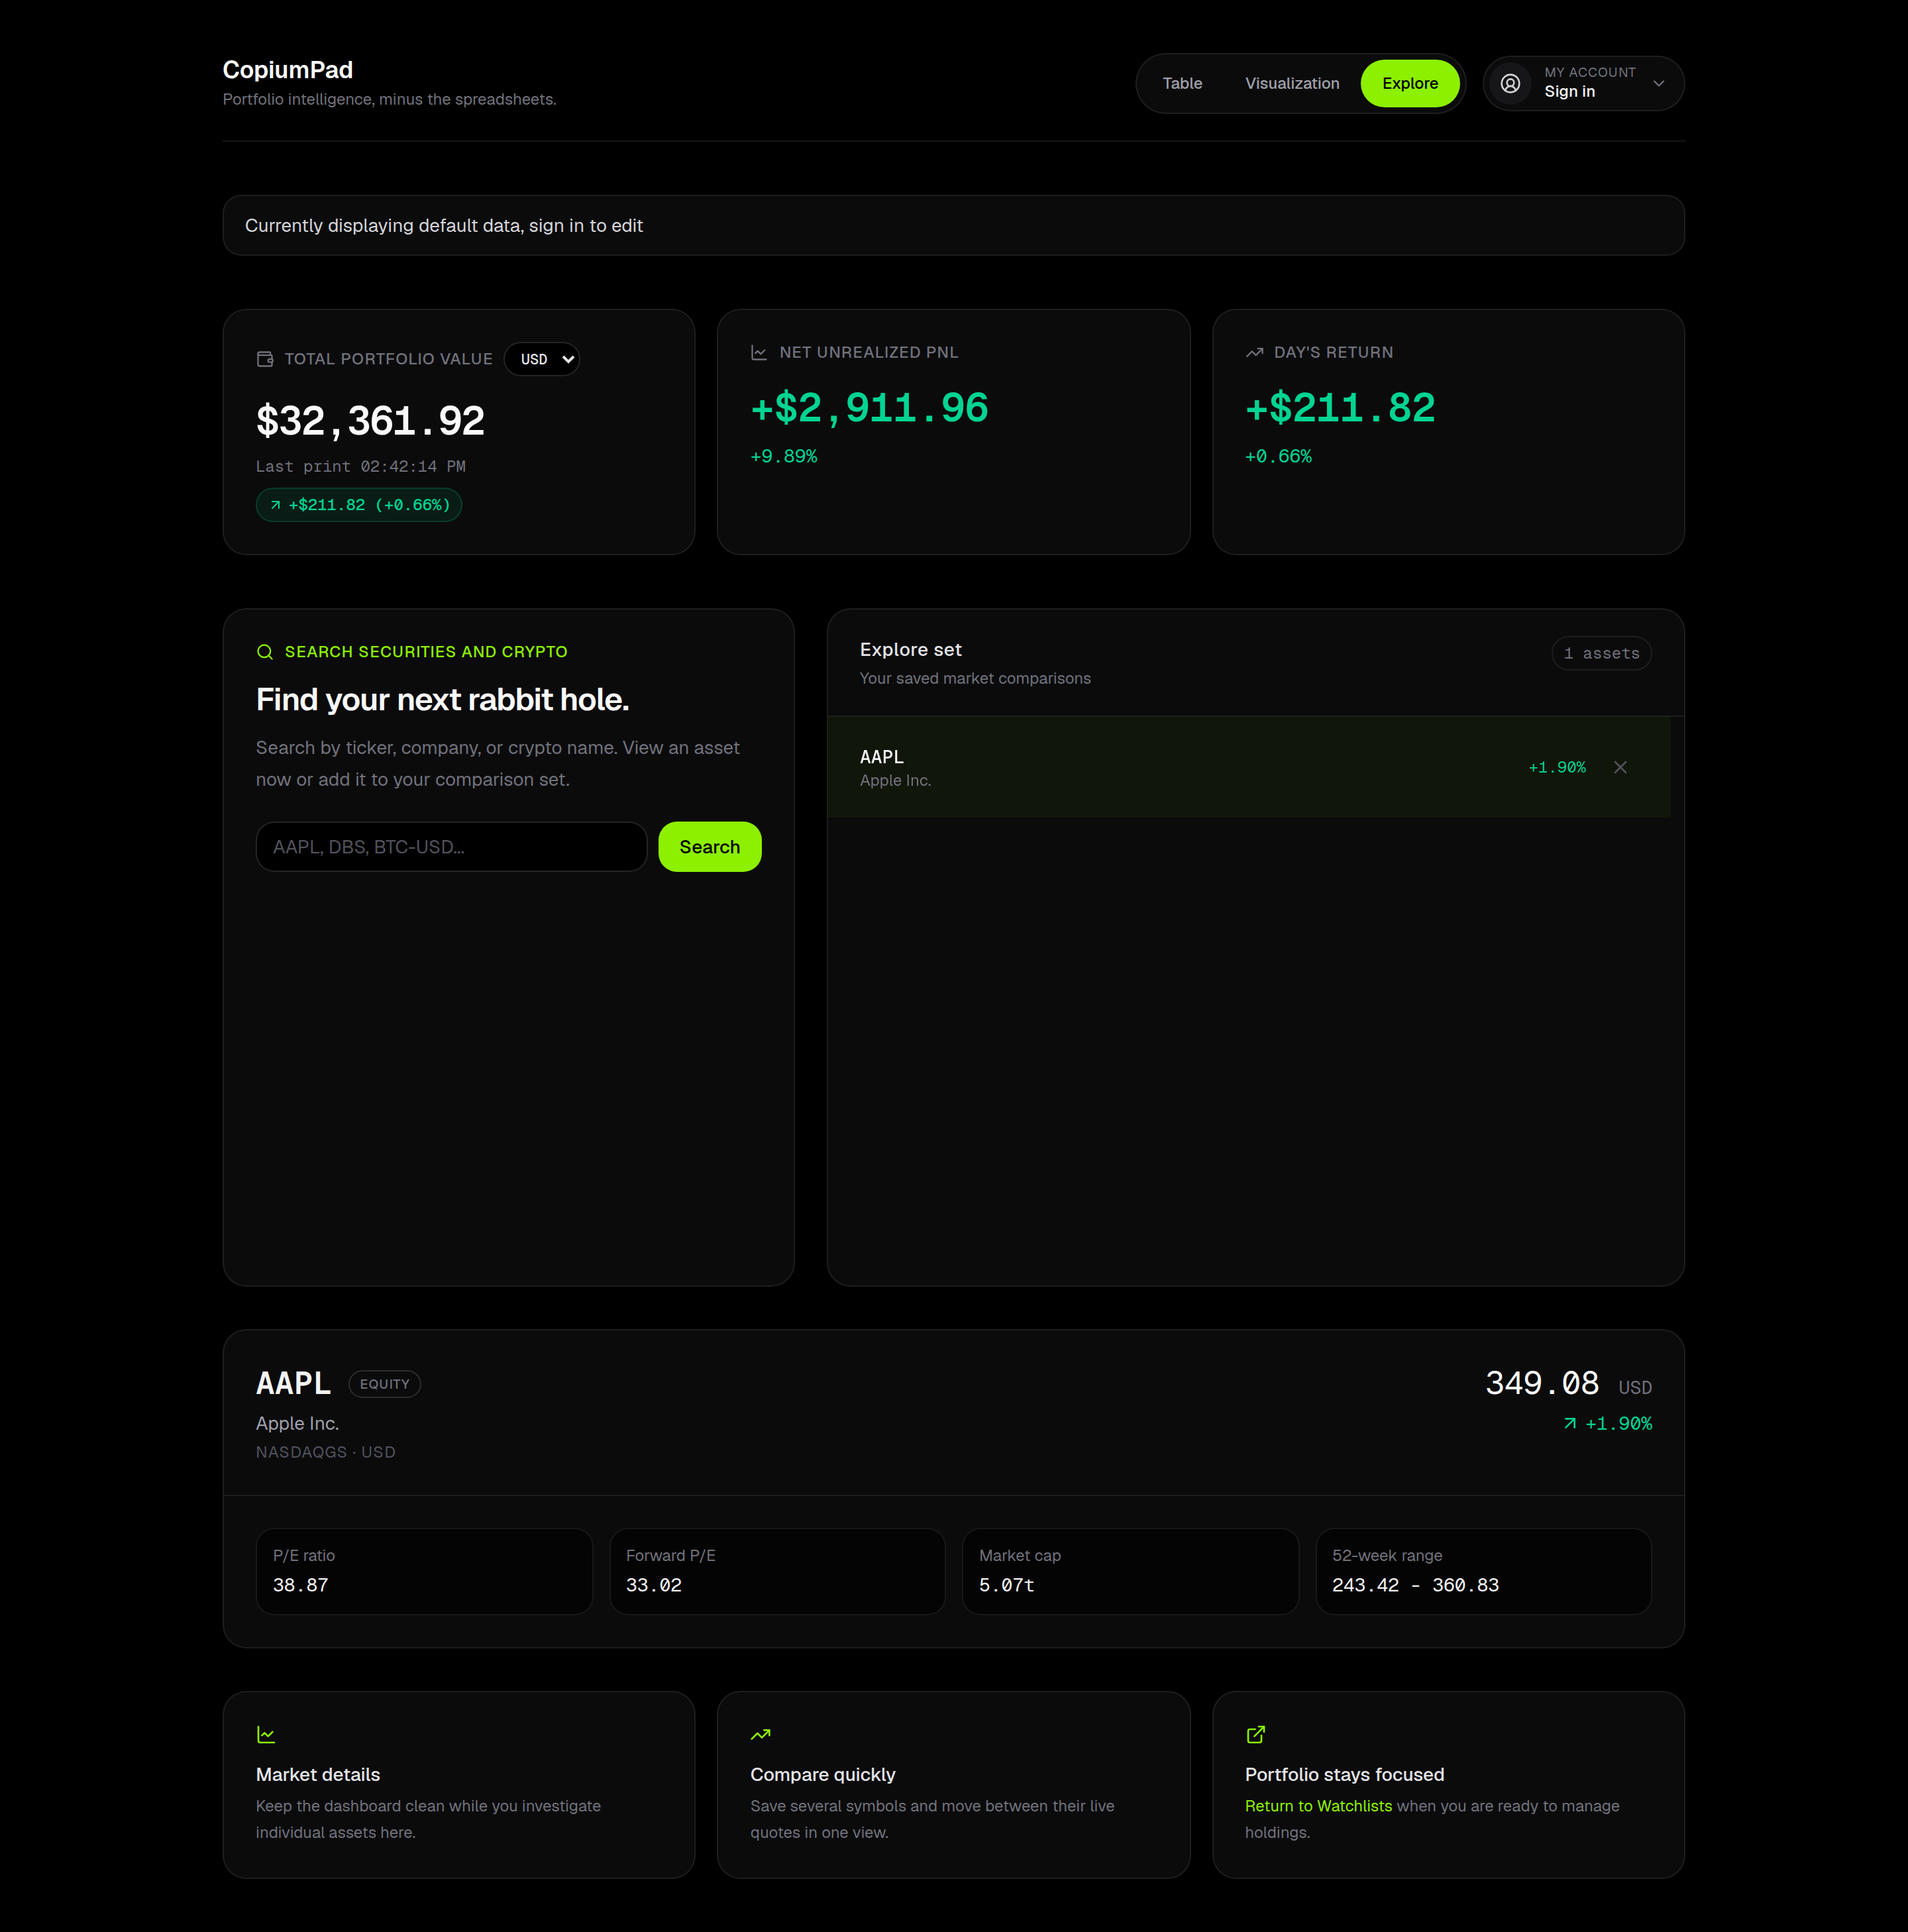 CopiumPad
Portfolio intelligence, minus the spreadsheets.
Table
Visualization
Explore
MY ACCOUNT
Sign in
Currently displaying default data, sign in to edit
TOTAL PORTFOLIO VALUE
USD
$32,361.92
Last print 02:42:14 PM
+$211.82 (+0.66%)
NET UNREALIZED PNL
+$2,911.96
+9.89%
DAY'S RETURN
+$211.82
+0.66%
SEARCH SECURITIES AND CRYPTO
Find your next rabbit hole.
Search by ticker, company, or crypto name. View an asset
now or add it to your comparison set.
AAPL, DBS, BTC-USD...
Search
Explore set
Your saved market comparisons
1 assets
AAPL
Apple Inc.
+1.90%
AAPL
EQUITY
Apple Inc.
NASDAQGS · USD
349.08 USD
+1.90%
P/E ratio
38.87
Forward P/E
33.02
Market cap
5.07t
52-week range
243.42 - 360.83
Market details
Keep the dashboard clean while you investigate
individual assets here.
Compare quickly
Save several symbols and move between their live
quotes in one view.
Portfolio stays focused
Return to Watchlists when you are ready to manage
holdings.